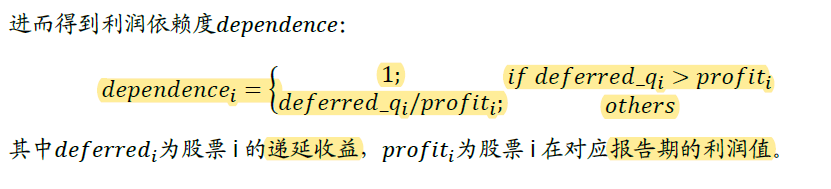 进而得到利润依赖度dependence:
dependence_i = { 1; if deferred_q_i > profit_i
deferred_q_i/profit_i; others
其中deferred_i为股票 i 的递延收益，profit_i为股票 i 在对应报告期的利润值。